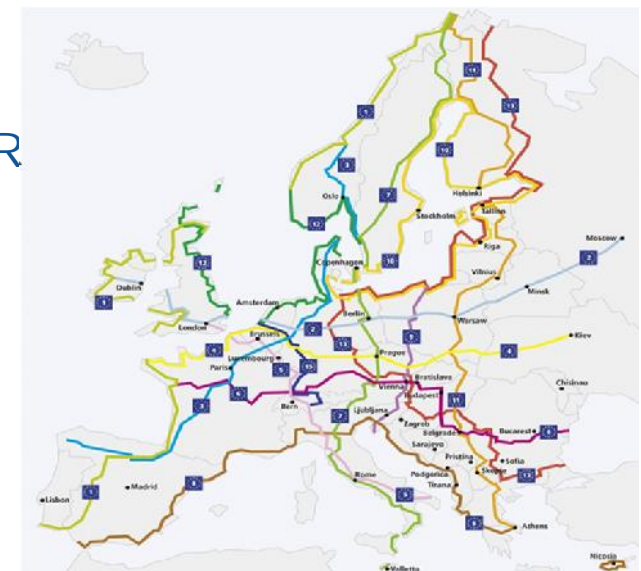 R
Oslo
Helsinki
Stockholm
Tallinn
Riga
Moscow
Copenhagen
Vilnius
Dublin
Minsk
Amsterdam
Berlin
London
Warsaw
Brussels
Kiev
Luxembourg
Prague
Paris
Vienna
Bratislava
Chisinau
Budapest
Bern
Ljubljana
Zagreb
Belgrade
Bucarest
Sarajevo
Pristina
Sofia
Podgorica
Skopje
Rome
Tirana
Madrid
Lisbon
Athens
Valletta
Nicosia